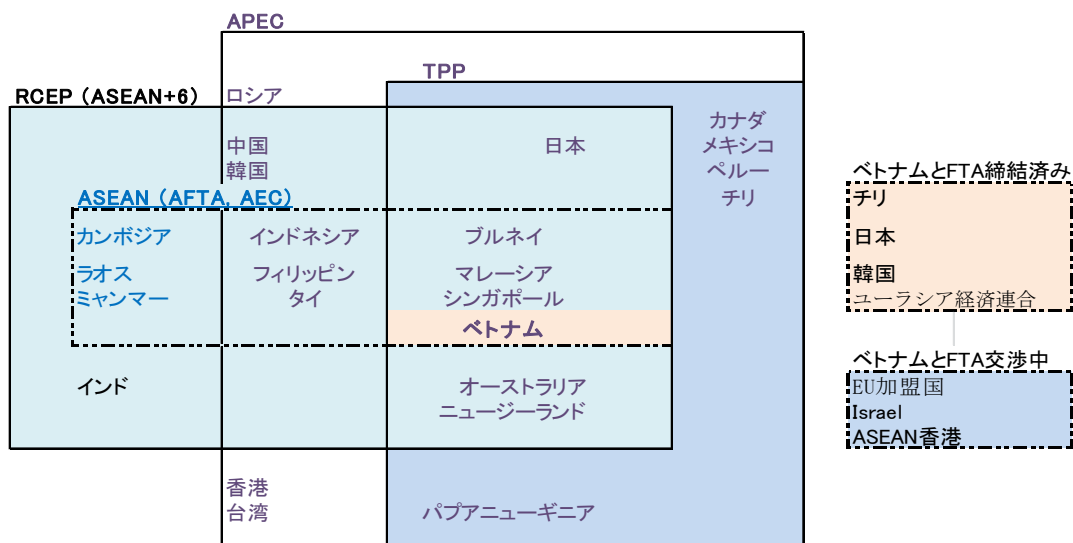 APEC
TPP
RCEP (ASEAN+6)
ロシア
中国
韓国
日本
カナダ
メキシコ
ペルー
チリ
ASEAN (AFTA, AEC)
カンボジア
インドネシア
ブルネイ
ラオス
フィリッピン
マレーシア
ミャンマー
タイ
シンガポール
ベトナム
インド
オーストラリア
ニュージーランド
香港
台湾
パプアニューギニア
ベトナムとFTA締結済み
チリ
日本
韓国
ユーラシア経済連合
ベトナムとFTA交渉中
EU加盟国
Israel
ASEAN香港